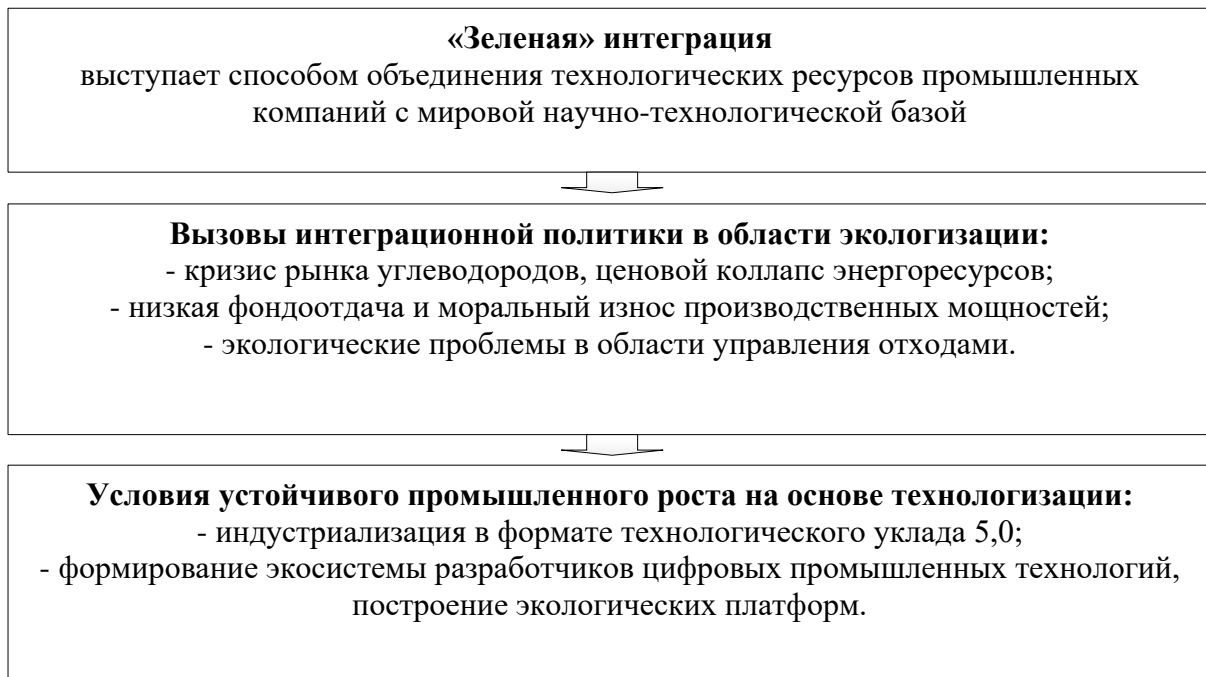 «Зеленая» интеграция
выступает способом объединения технологических ресурсов промышленных
компаний с мировой научно-технологической базой
Вызовы интеграционной политики в области экологизации:
- кризис рынка углеводородов, ценовой коллапс энергоресурсов;
- низкая фондоотдача и моральный износ производственных мощностей;
- экологические проблемы в области управления отходами.
Условия устойчивого промышленного роста на основе технологизации:
- индустриализация в формате технологического уклада 5,0;
- формирование экосистемы разработчиков цифровых промышленных технологий,
построение экологических платформ.